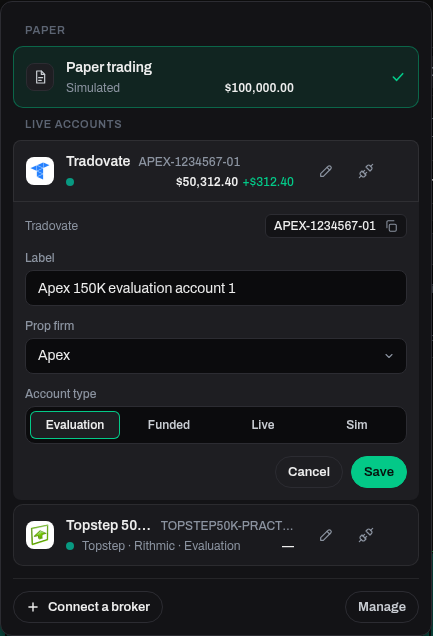 PAPER
Paper trading
Simulated $100,000.00
LIVE ACCOUNTS
Tradovate APEX-1234567-01
$50,312.40 +$312.40
Tradovate APEX-1234567-01
Label
Apex 150K evaluation account 1
Prop firm
Apex
Account type
Evaluation Funded Live Sim
Cancel Save
Topstep 50... TOPSTEP50K-PRACT...
Topstep · Rithmic · Evaluation —
+ Connect a broker Manage